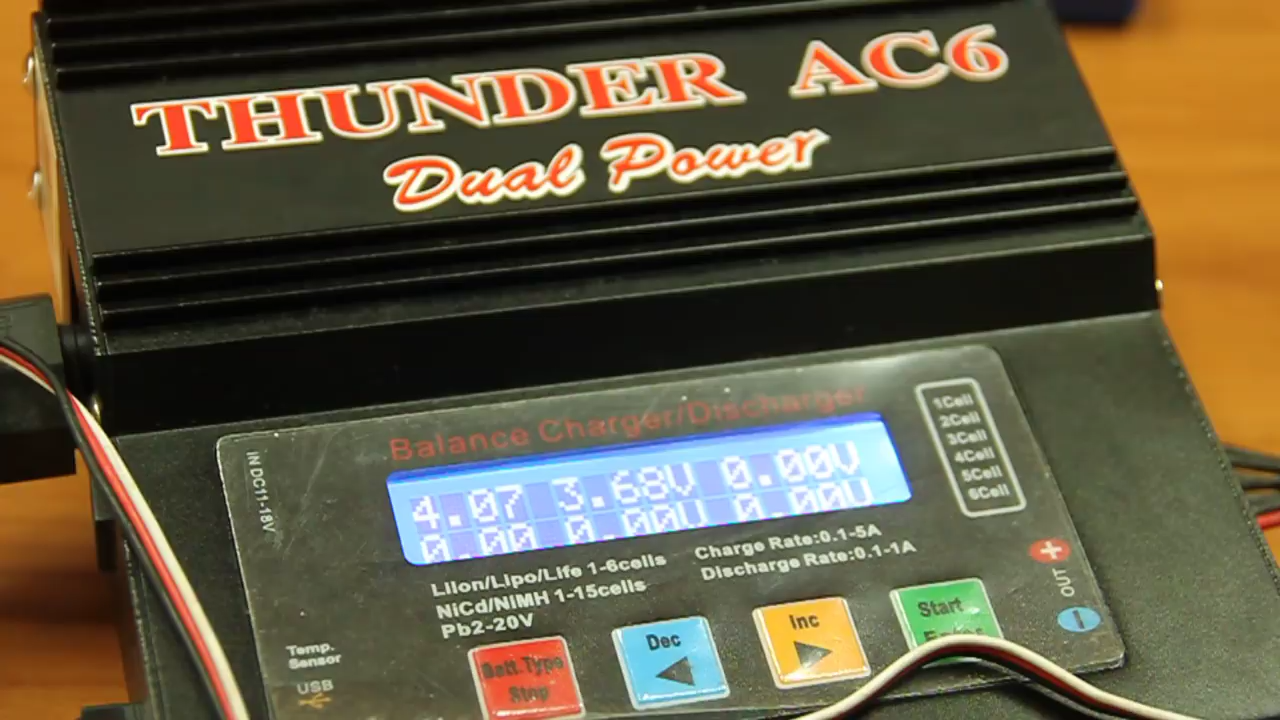 THUNDER AC6
Dual Power
Balance Charger/Discharger
IN DC11-18V
4.07 3.68V 0.00V
0.00 0.00V 0.00V
1Cell
2Cell
3Cell
4Cell
5Cell
6Cell
LiIon/Lipo/Life 1-6cells
NiCd/NiMH 1-15cells
Pb2-20V
Charge Rate:0.1-5A
Discharge Rate:0.1-1A
+
OUT
Temp.
Sensor
USB
Batt.Type
Stop
Dec
Inc
Start